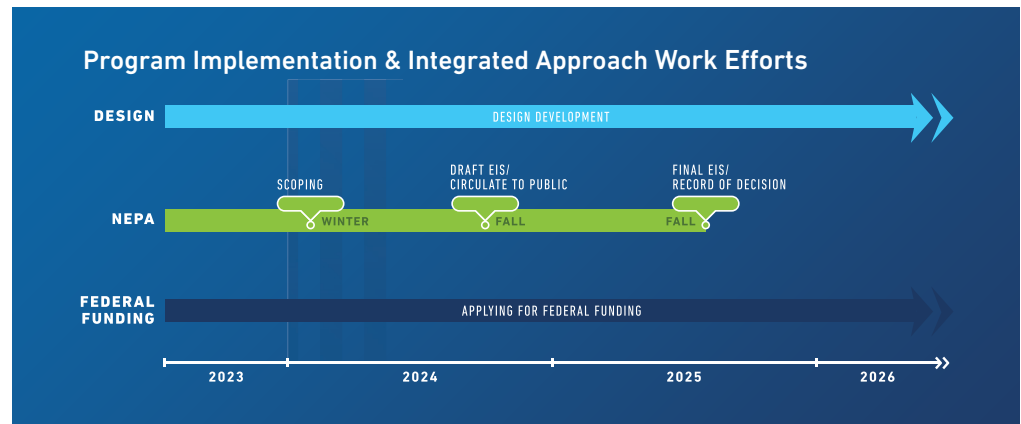 Program Implementation & Integrated Approach Work Efforts
DESIGN
DESIGN DEVELOPMENT
SCOPING
DRAFT EIS/
CIRCULATE TO PUBLIC
FINAL EIS/
RECORD OF DECISION
NEPA
WINTER
FALL
FALL
FEDERAL
FUNDING
APPLYING FOR FEDERAL FUNDING
2023
2024
2025
2026